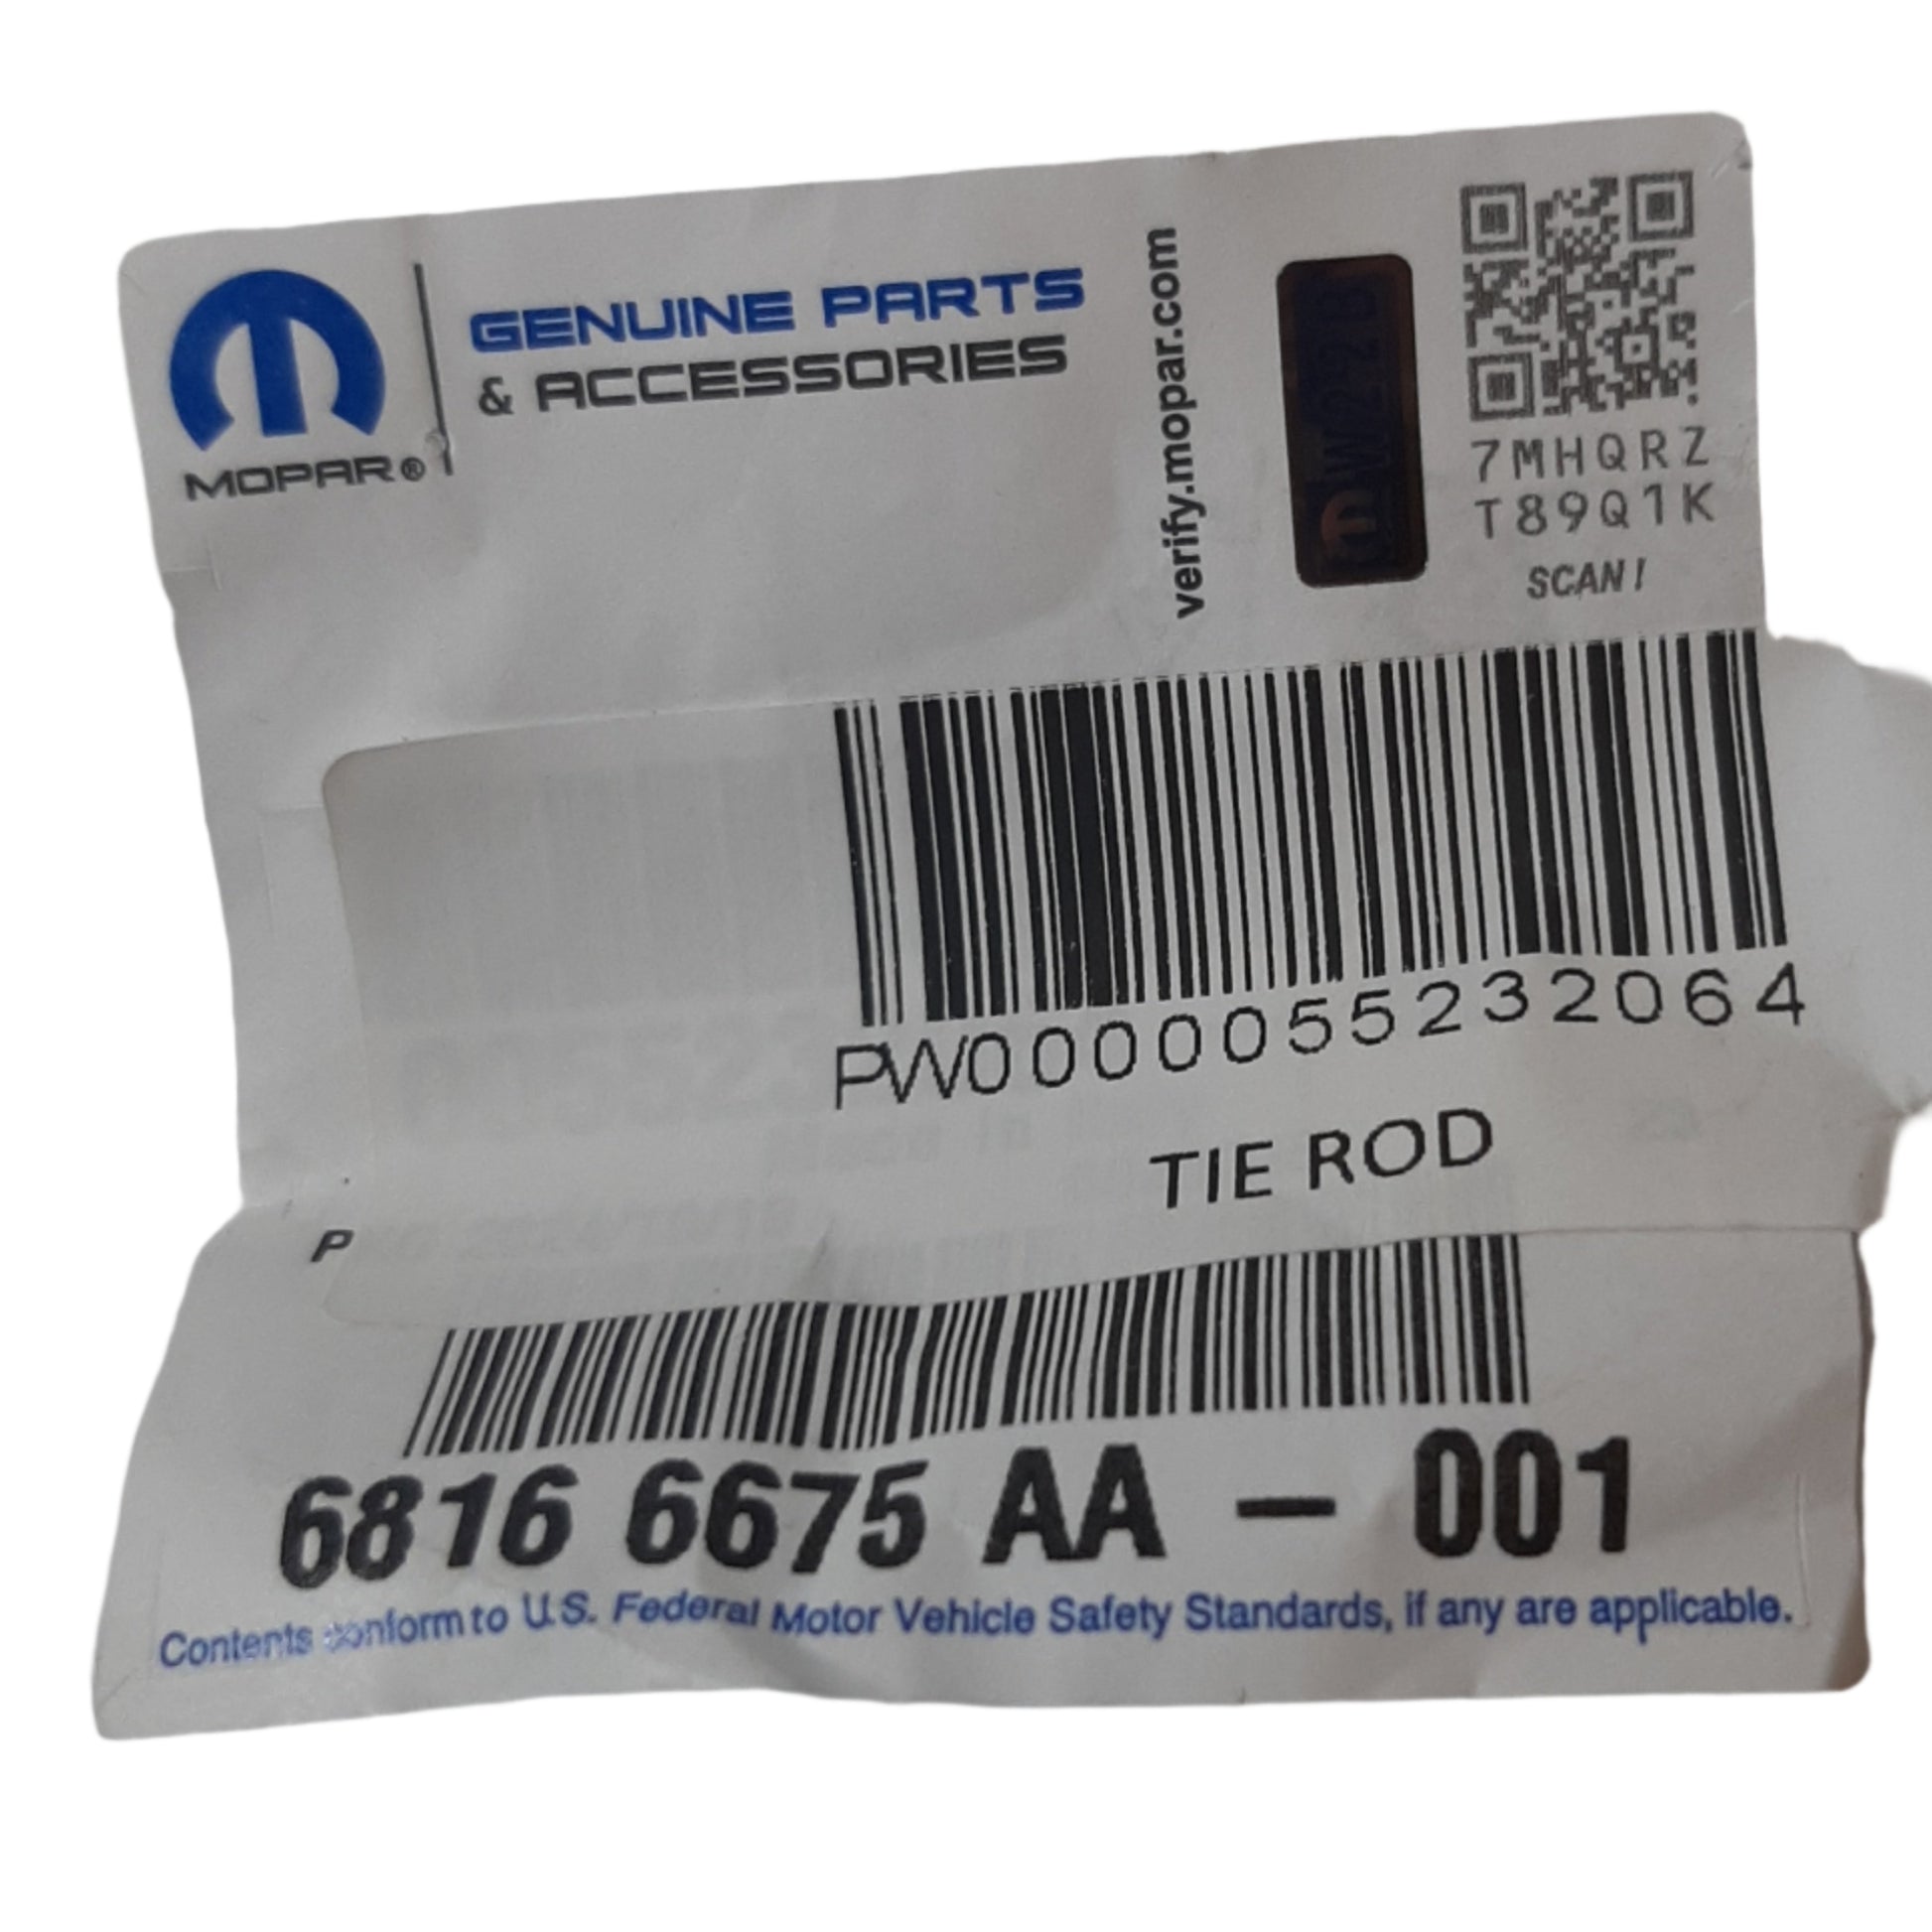 MOPAR®
GENUINE PARTS
& ACCESSORIES
verify.mopar.com
7MHQRZ
T89Q1K
SCAN!
PW0000055232064
TIE ROD
P
6816 6675 AA - 001
Contents conform to U.S. Federal Motor Vehicle Safety Standards, if any are applicable.